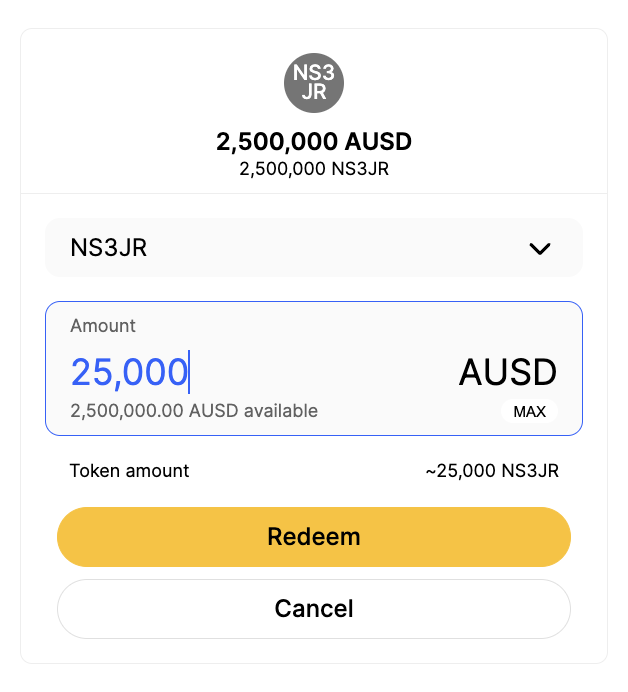 NS3
JR
2,500,000 AUSD
2,500,000 NS3JR
NS3JR
Amount
25,000
AUSD
2,500,000.00 AUSD available
MAX
Token amount
~25,000 NS3JR
Redeem
Cancel